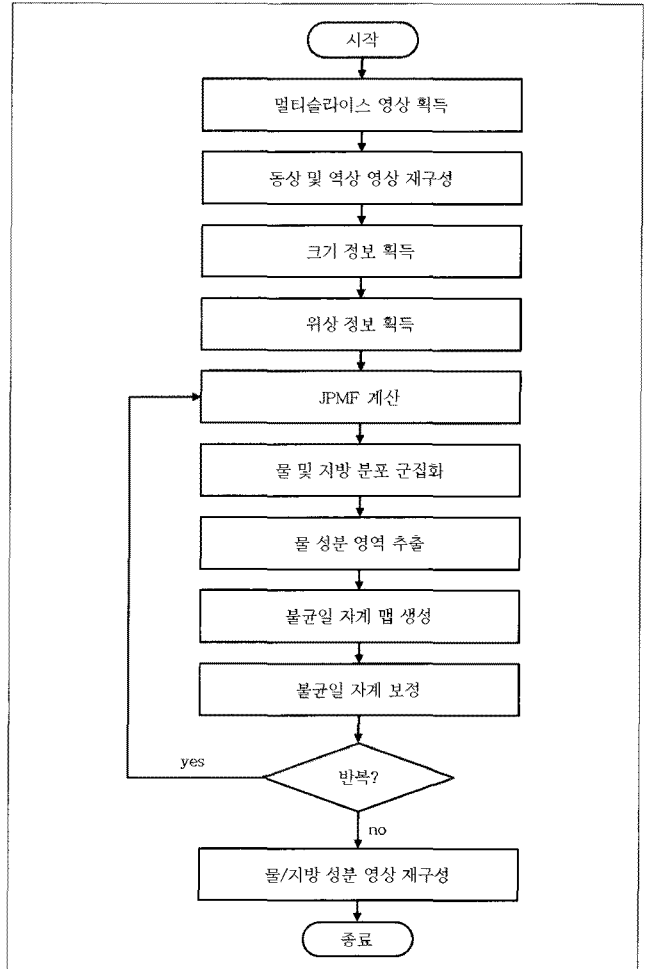 시작
멀티슬라이스 영상 획득
동상 및 역상 영상 재구성
크기 정보 획득
위상 정보 획득
JPMF 계산
물 및 지방 분포 군집화
물 성분 영역 추출
불균일 자계 맵 생성
불균일 자계 보정
반복?
yes
no
물/지방 성분 영상 재구성
종료